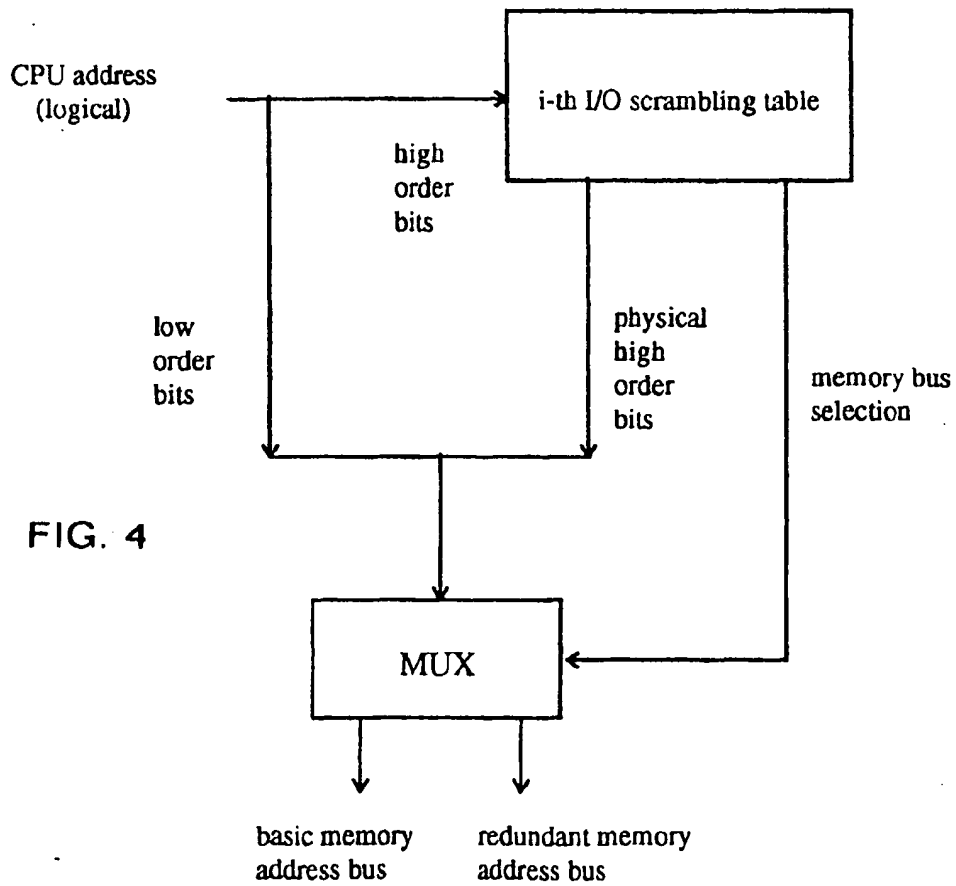 CPU address
(logical)
i-th I/O scrambling table
high
order
bits
low
order
bits
physical
high
order
bits
memory bus
selection
FIG. 4
MUX
basic memory
address bus
redundant memory
address bus